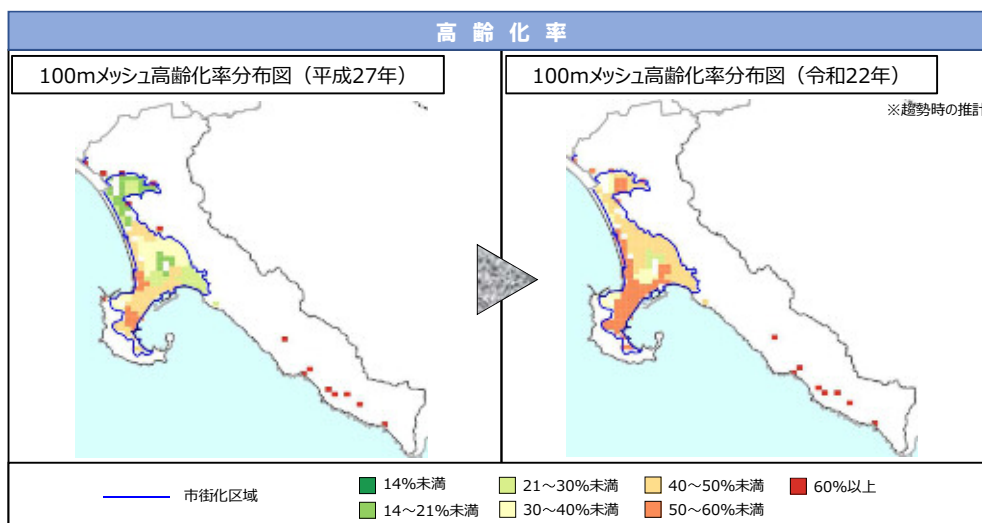 高齢化率
100mメッシュ高齢化率分布図（平成27年）
100mメッシュ高齢化率分布図（令和22年）
※趨勢時の推計
市街化区域
14%未満
21～30%未満
40～50%未満
60%以上
14～21%未満
30～40%未満
50～60%未満